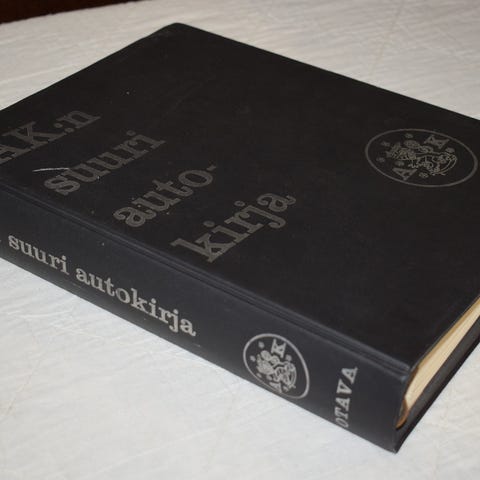 AK:n
suuri
auto-
kirja
A K
suuri autokirja
A K
OTAVA